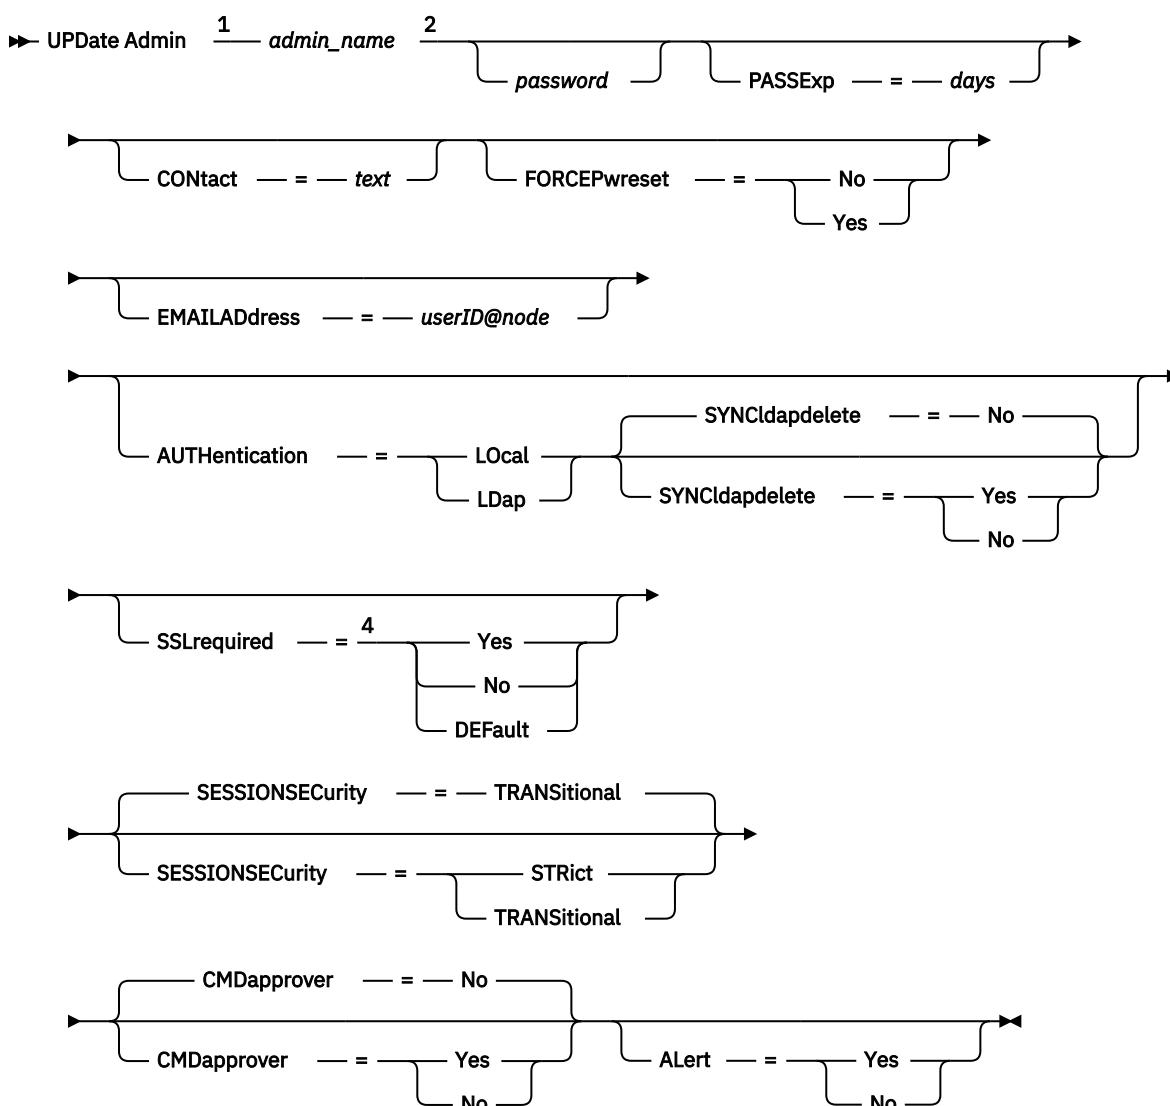 1 2
UPDate Admin admin_name
password PASSExp = days
CONtact = text FORCEPwreset = No
Yes
EMAILADdress = userID@node
SYNCldapdelete = No
AUTHentication = LOcal
LDap SYNCldapdelete = Yes
No
4
SSLrequired = Yes
No
DEFault
SESSIONSECurity = TRANSitional
SESSIONSECurity = STRict
TRANSitional
CMDapprover = No
CMDapprover = Yes ALert = Yes
No No